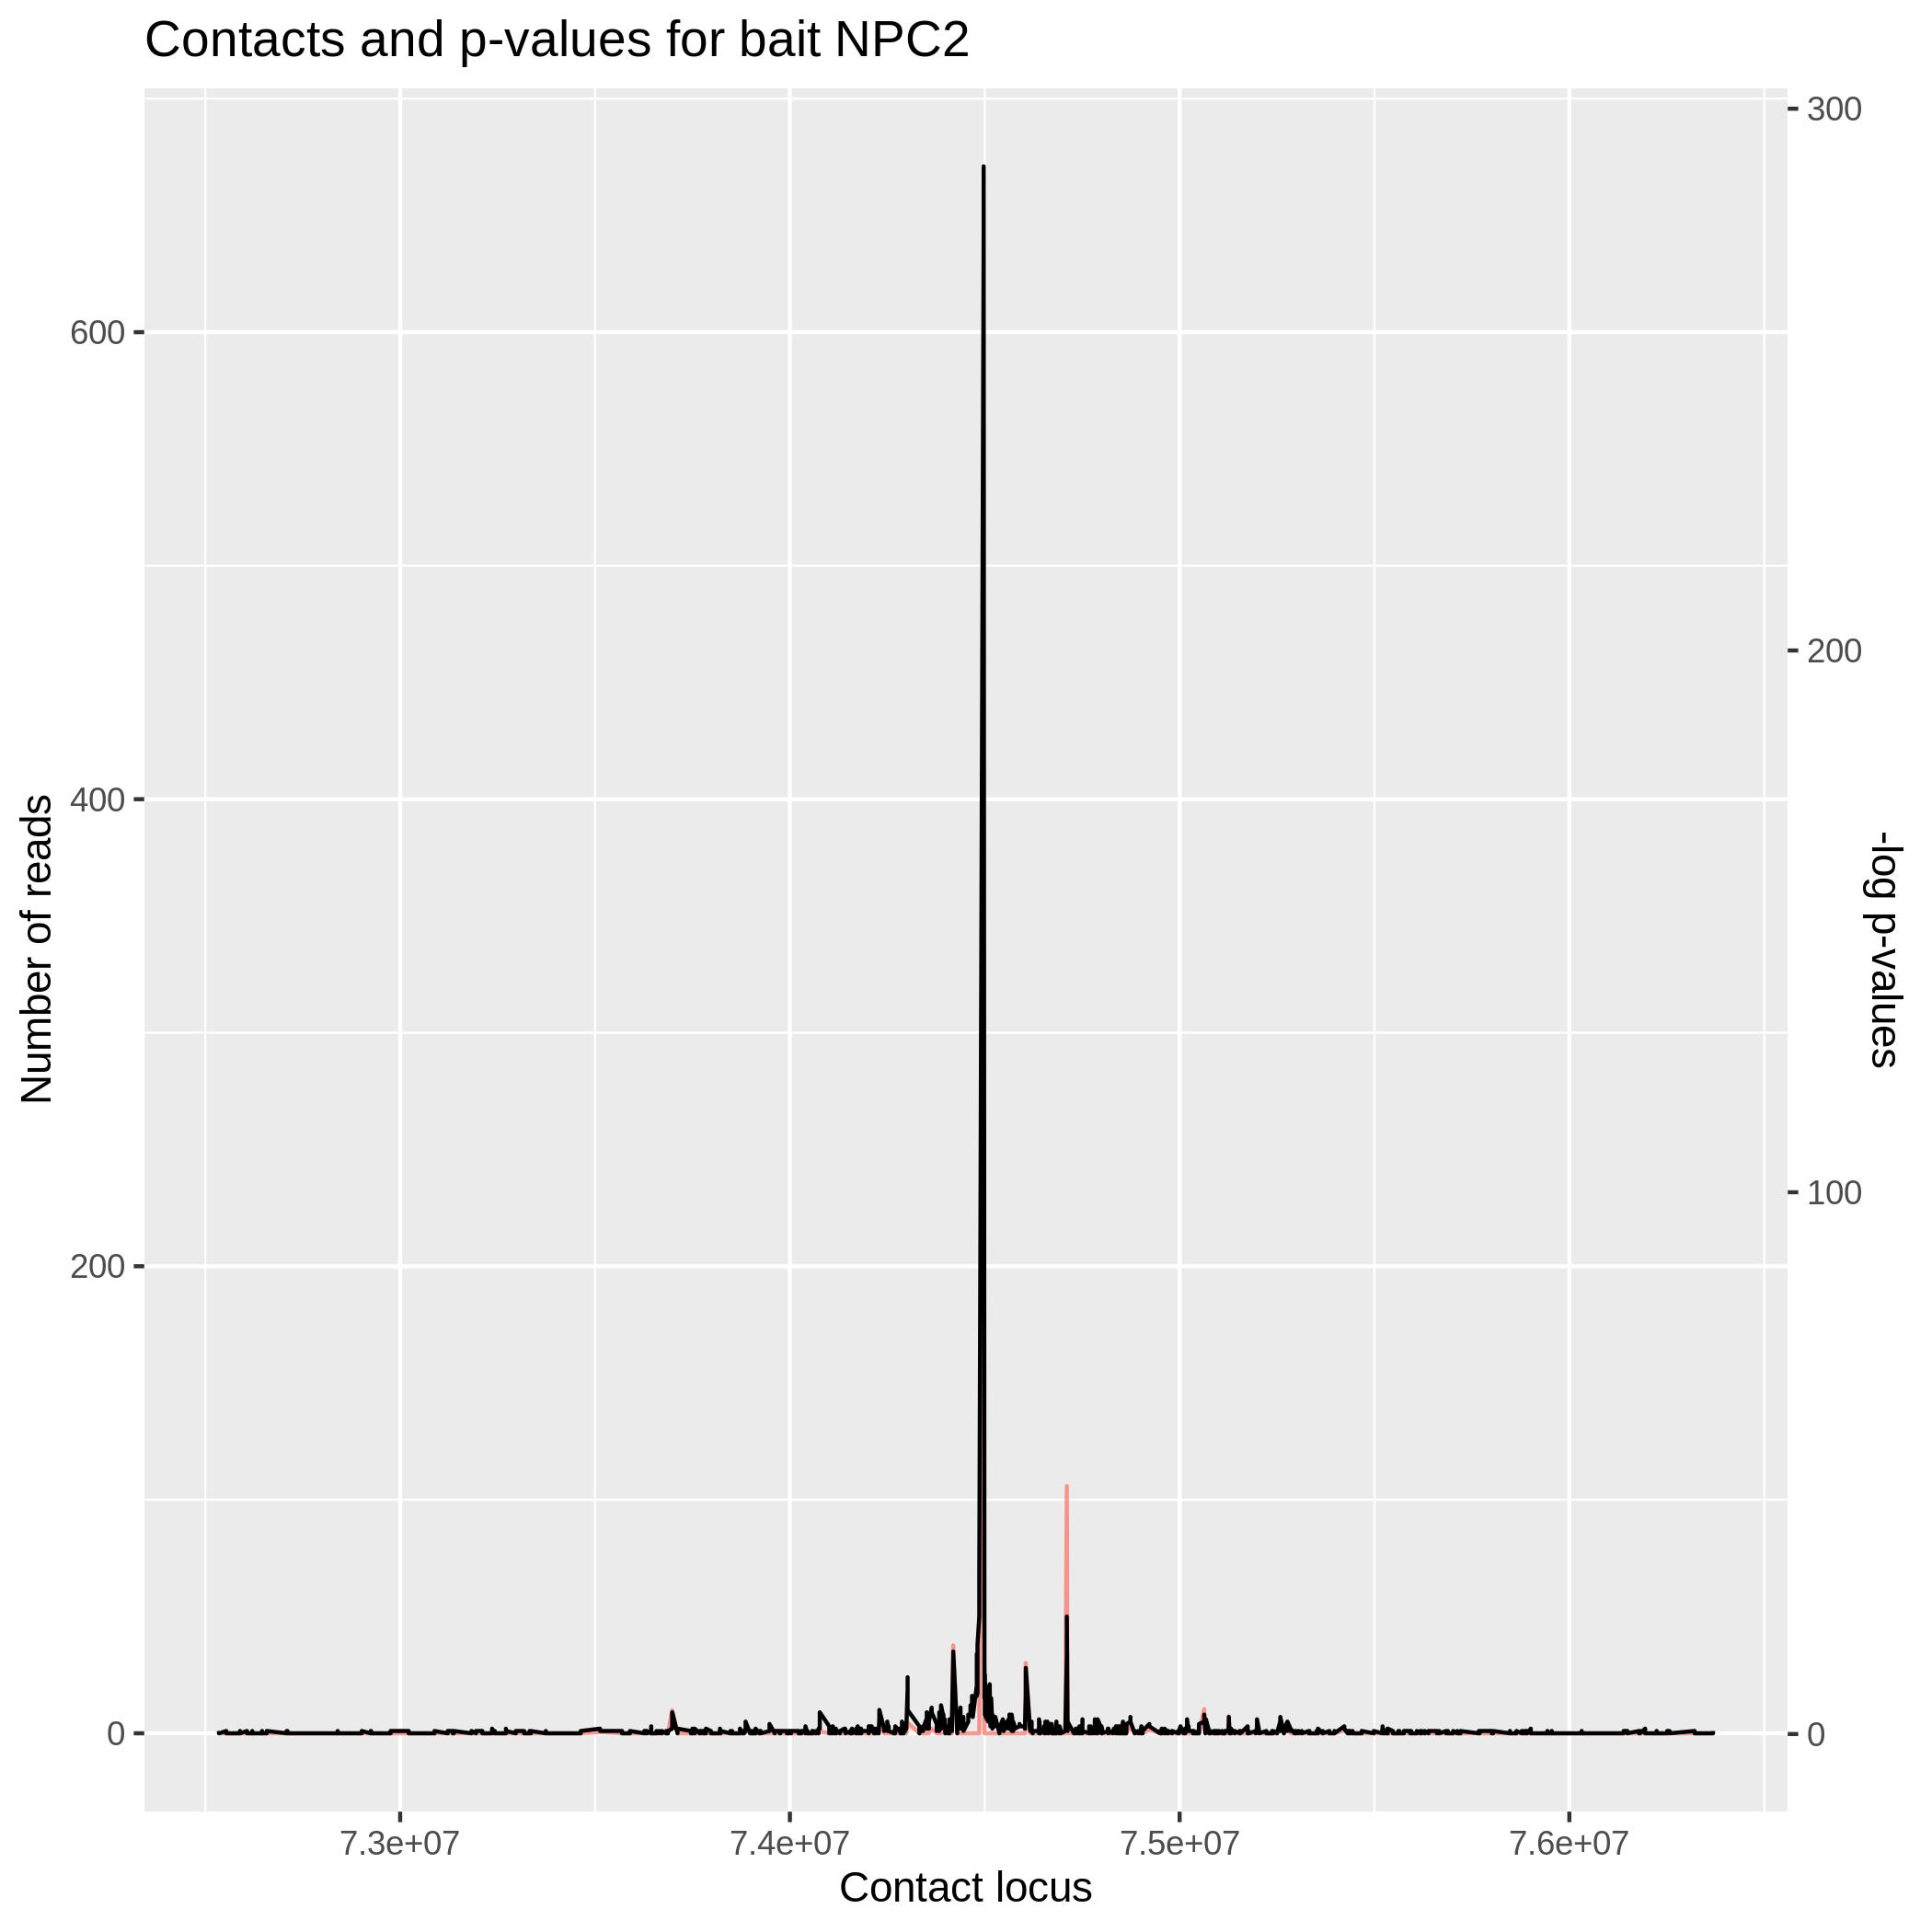 Contacts and p-values for bait NPC2
300
600
200
400
100
200
0
0
Number of reads
-log p-values
7.3e+07
7.4e+07
7.5e+07
7.6e+07
Contact locus